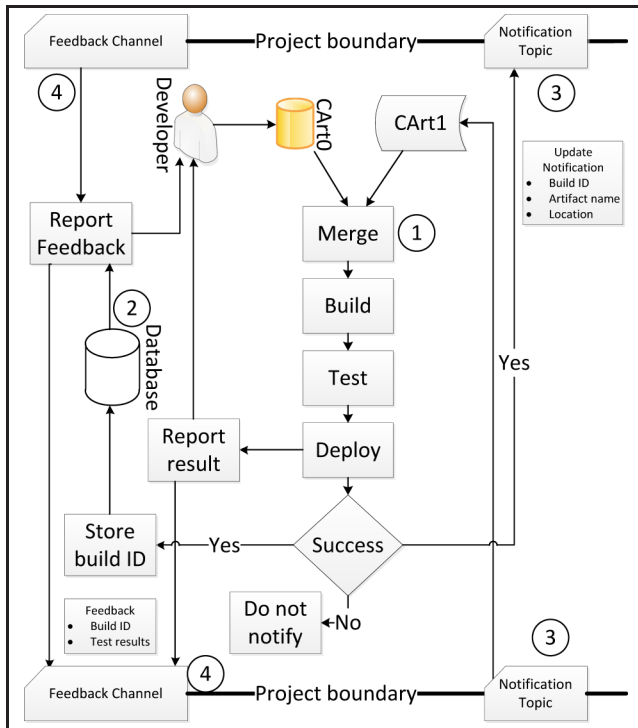 Feedback Channel
Project boundary
Notification
Topic
4
3
Developer
CArt0
CArt1
Update
Notification
• Build ID
• Artifact name
• Location
Report
Feedback
Merge
1
Build
2
Database
Test
Yes
Report
result
Deploy
Store
build ID
Yes
Success
Feedback
• Build ID
• Test results
Do not
notify
No
3
4
Feedback Channel
Project boundary
Notification
Topic